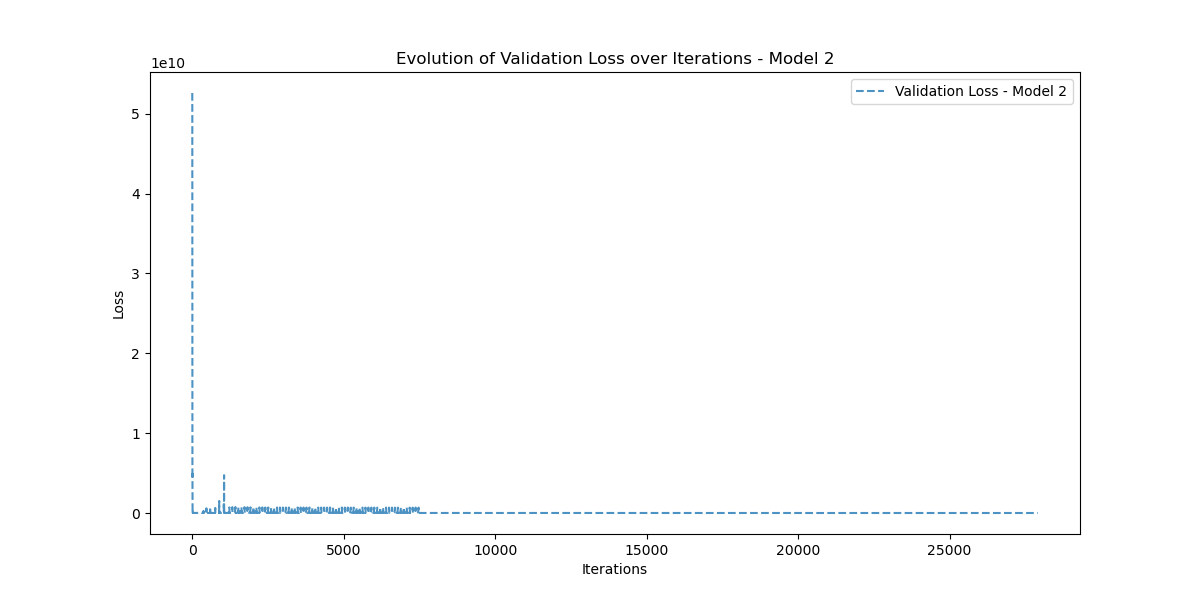 Evolution of Validation Loss over Iterations - Model 2
1e10
Validation Loss - Model 2
5
4
3
2
1
0
Loss
0 5000 10000 15000 20000 25000
Iterations